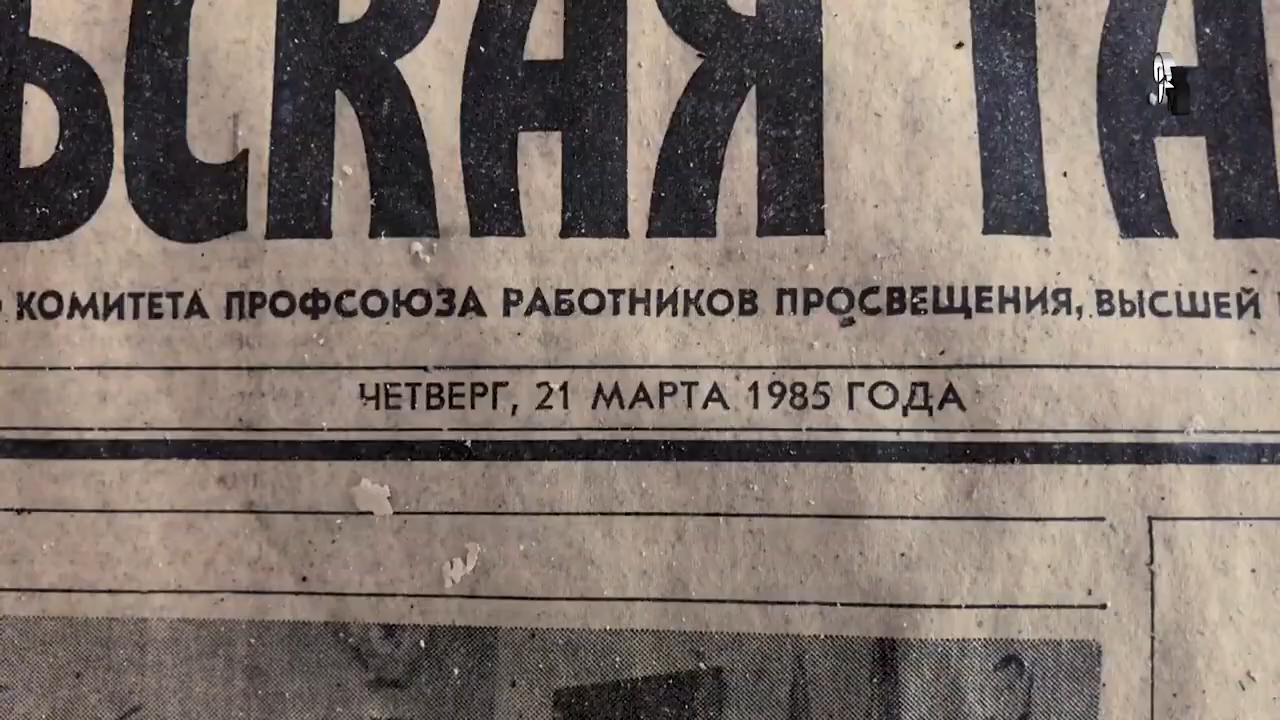 ЬСКАЯ ГА
КОМИТЕТА ПРОФСОЮЗА РАБОТНИКОВ ПРОСВЕЩЕНИЯ, ВЫСШЕЙ
ЧЕТВЕРГ, 21 МАРТА 1985 ГОДА